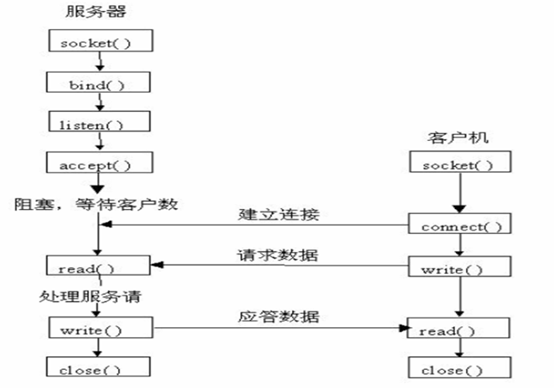 服务器
socket()
bind()
listen()
accept()
阻塞，等待客户数
read()
处理服务请
write()
close()
建立连接
请求数据
应答数据
客户机
socket()
connect()
write()
read()
close()